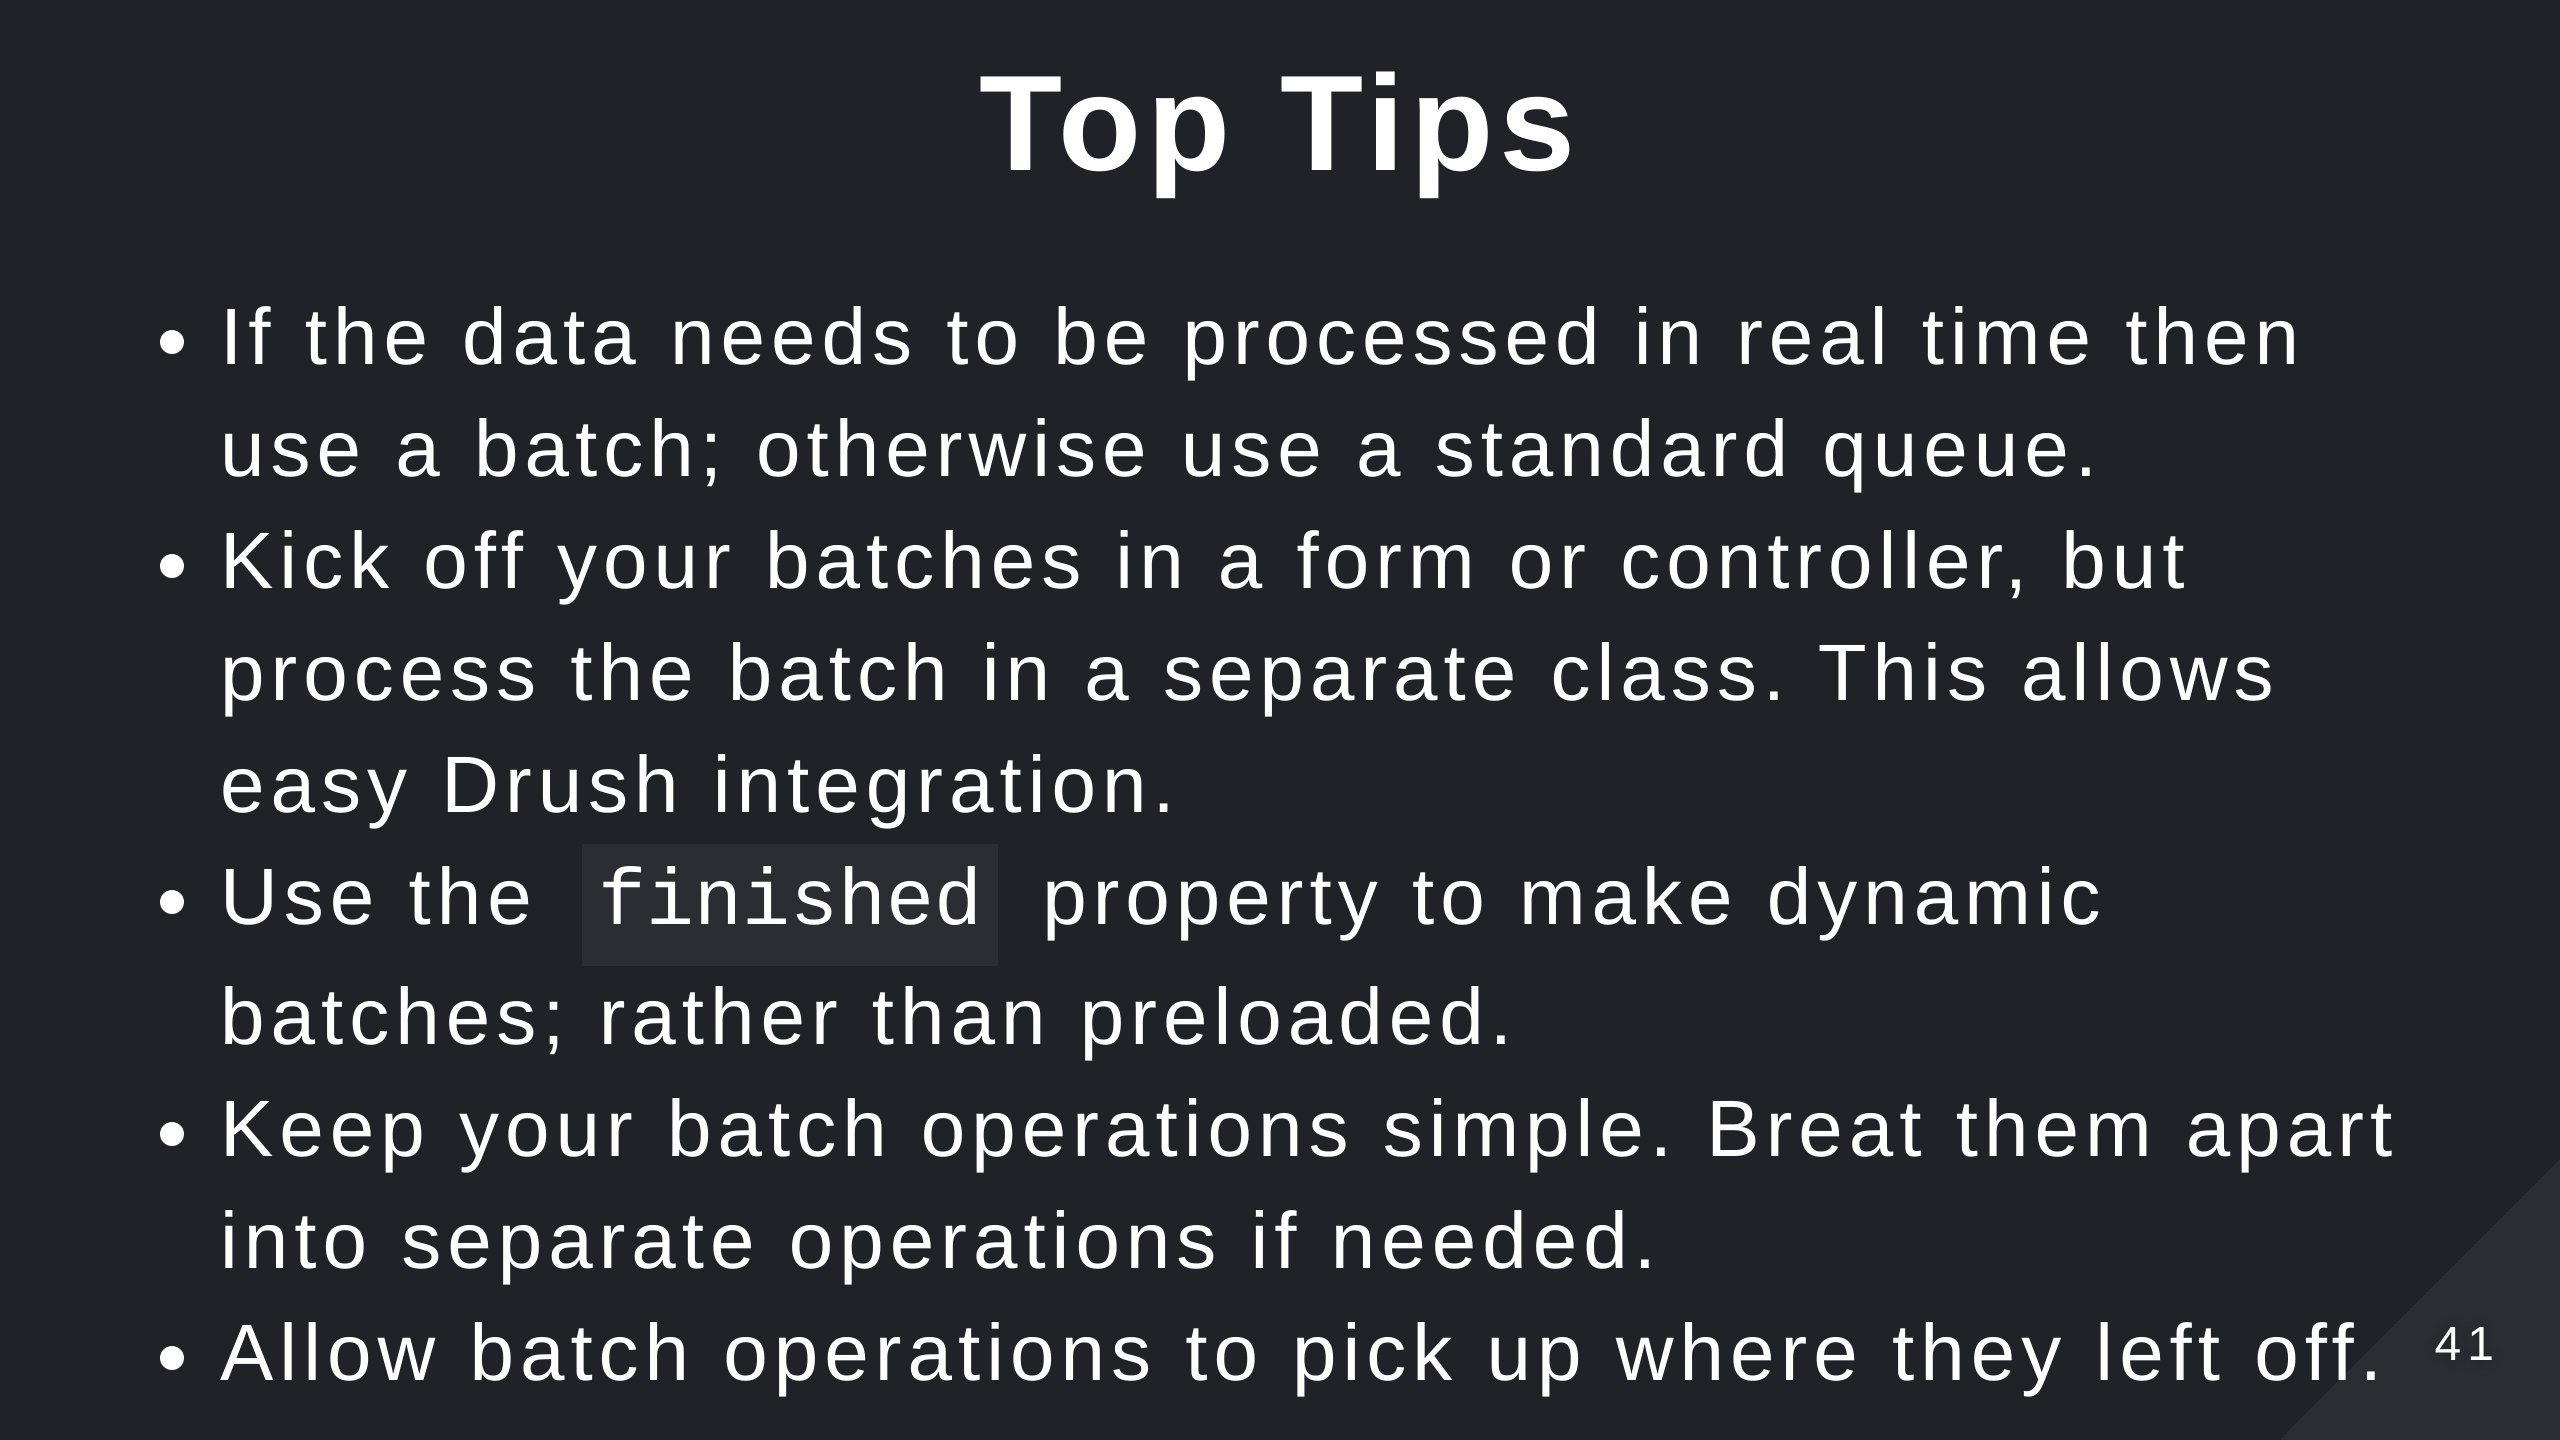 Top Tips
• If the data needs to be processed in real time then
use a batch; otherwise use a standard queue.
• Kick off your batches in a form or controller, but
process the batch in a separate class. This allows
easy Drush integration.
• Use the finished property to make dynamic
batches; rather than preloaded.
• Keep your batch operations simple. Breat them apart
into separate operations if needed.
• Allow batch operations to pick up where they left off.
41